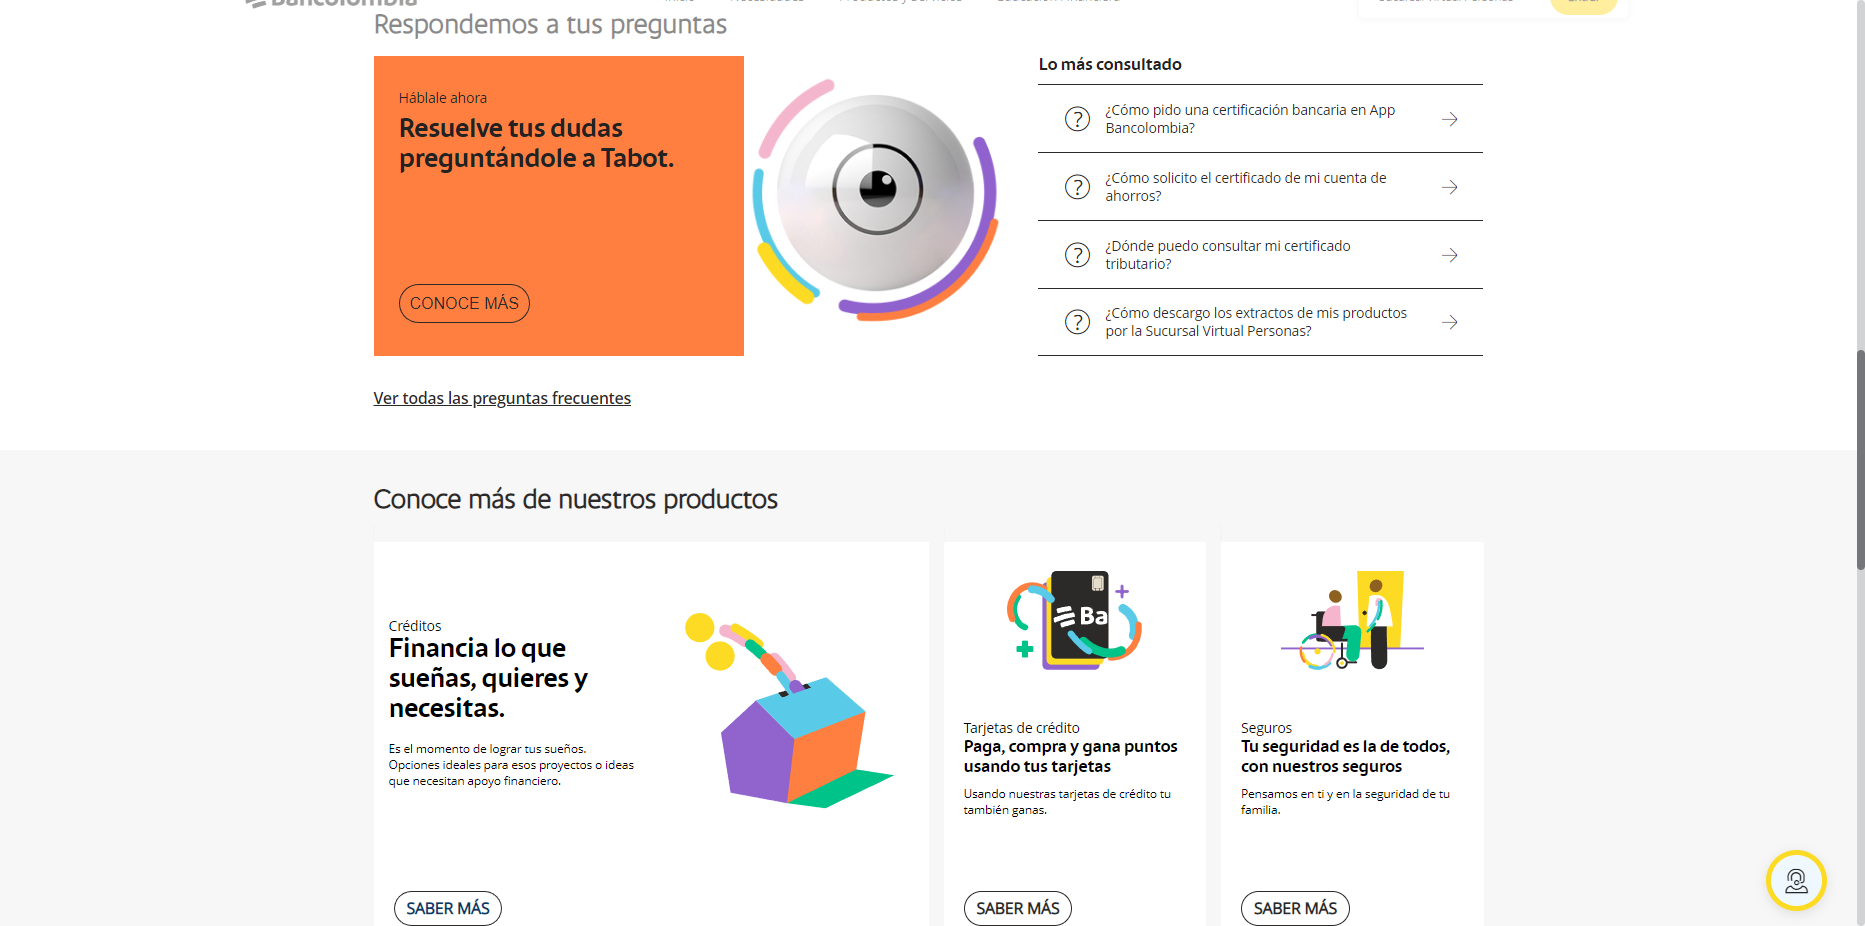 Bancolombia
Respondemos a tus preguntas
Háblale ahora
Resuelve tus dudas
preguntándole a Tabot.
CONOCE MÁS
Lo más consultado
¿Cómo pido una certificación bancaria en App
Bancolombia?
¿Cómo solicito el certificado de mi cuenta de
ahorros?
¿Dónde puedo consultar mi certificado
tributario?
¿Cómo descargo los extractos de mis productos
por la Sucursal Virtual Personas?
Ver todas las preguntas frecuentes
Conoce más de nuestros productos
Créditos
Financia lo que
sueñas, quieres y
necesitas.
Es el momento de lograr tus sueños.
Opciones ideales para esos proyectos o ideas
que necesitan apoyo financiero.
SABER MÁS
Ba
Tarjetas de crédito
Paga, compra y gana puntos
usando tus tarjetas
Usando nuestras tarjetas de crédito tu
también ganas.
SABER MÁS
Seguros
Tu seguridad es la de todos,
con nuestros seguros
Pensamos en ti y en la seguridad de tu
familia.
SABER MÁS